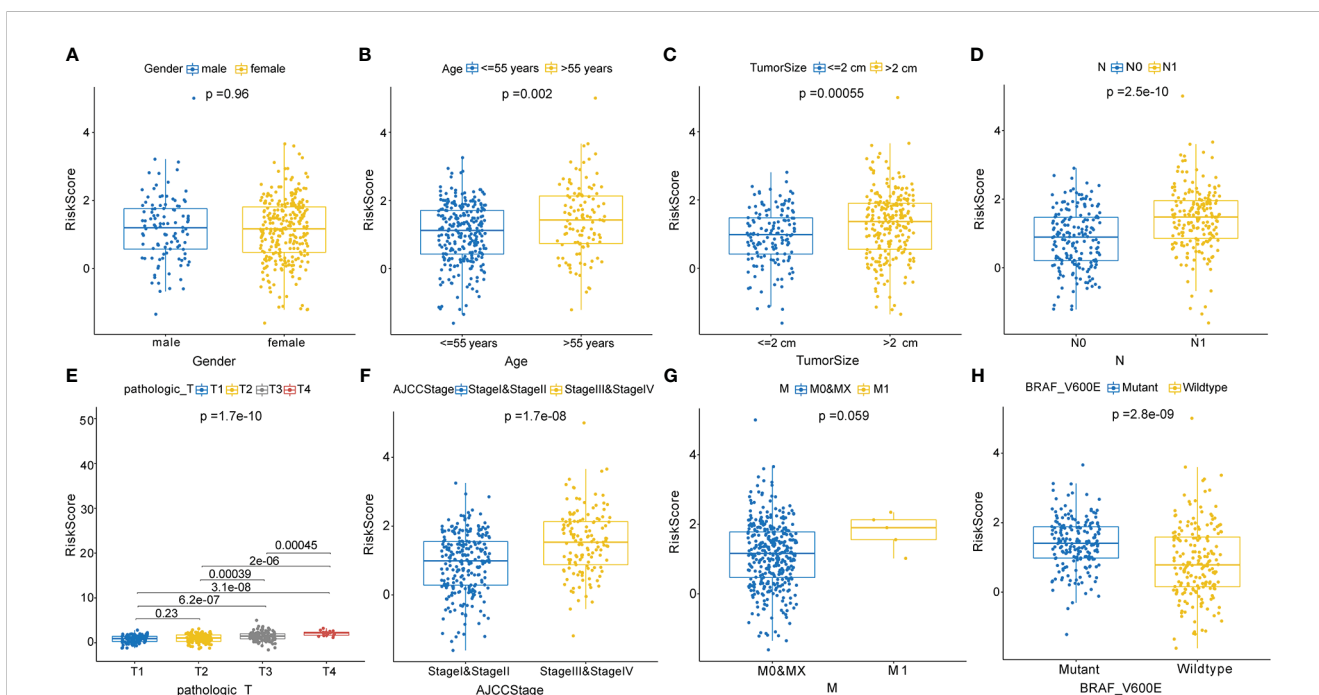 A
Gender male female
p =0.96
RiskScore
4
2
0
male female
Gender
B
Age <=55 years >55 years
p =0.002
RiskScore
4
2
0
<=55 years >55 years
Age
C
TumorSize <=2 cm >2 cm
p =0.00055
RiskScore
4
2
0
<=2 cm >2 cm
TumorSize
D
N N0 N1
p =2.5e-10
RiskScore
4
2
0
N0 N1
N
E
pathologic_T T1 T2 T3 T4
p =1.7e-10
RiskScore
50
40
30
20
10
0
0.00045
2e-06
0.00039
3.1e-08
6.2e-07
0.23
T1 T2 T3 T4
pathologic_T
F
AJCCStage StageI&StageII StageIII&StageIV
p =1.7e-08
RiskScore
4
2
0
StageI&StageII StageIII&StageIV
AJCCStage
G
M M0&MX M1
p =0.059
RiskScore
4
2
0
M0&MX M1
M
H
BRAF_V600E Mutant Wildtype
p =2.8e-09
RiskScore
4
2
0
Mutant Wildtype
BRAF_V600E